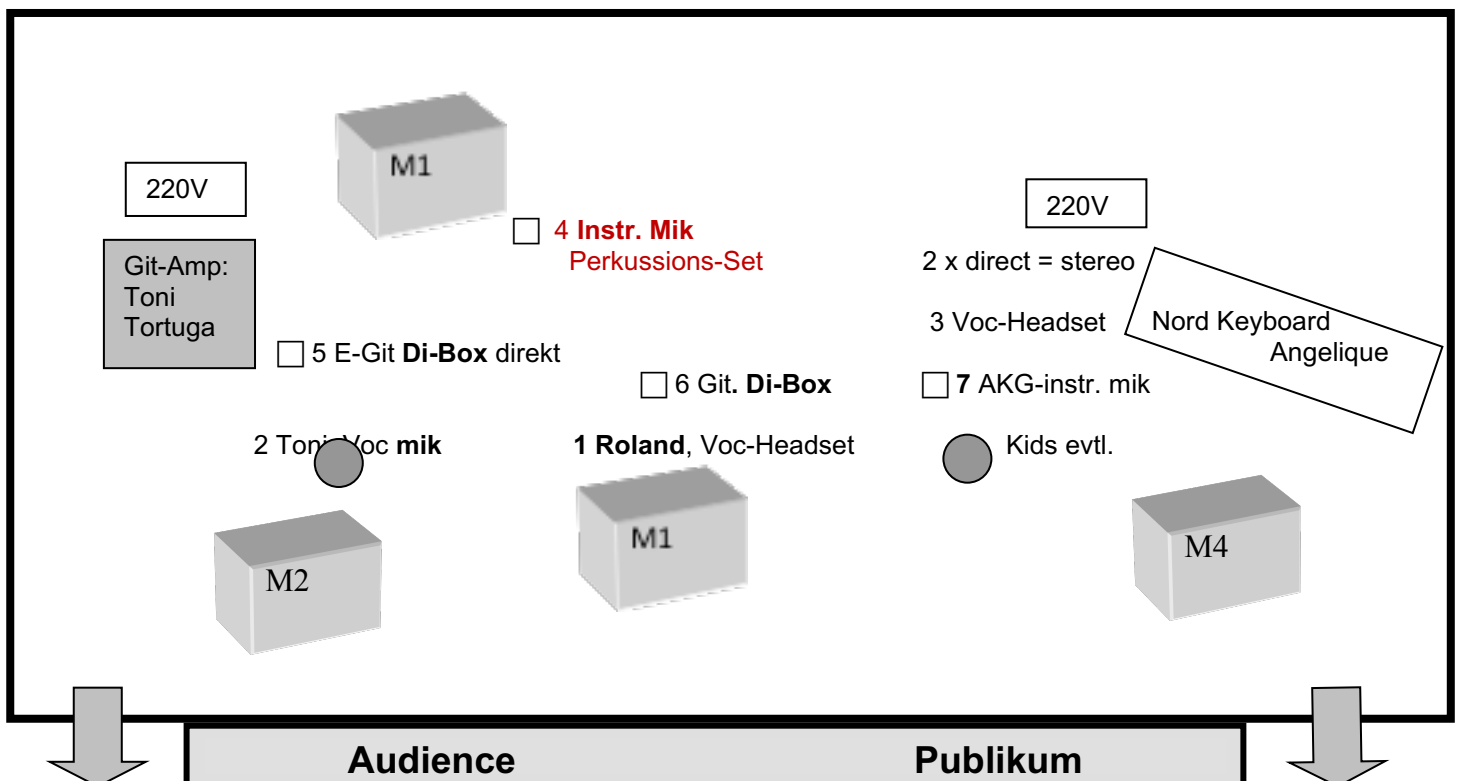 M1
220V
220V
4 Instr. Mik
Perkussions-Set
Git-Amp:
Toni
Tortuga
2 x direct = stereo
3 Voc-Headset
Nord Keyboard
Angelique
5 E-Git Di-Box direkt
6 Git. Di-Box
7 AKG-instr. mik
2 Toni, Voc mik
1 Roland, Voc-Headset
Kids evtl.
M2
M1
M4
Audience
Publikum